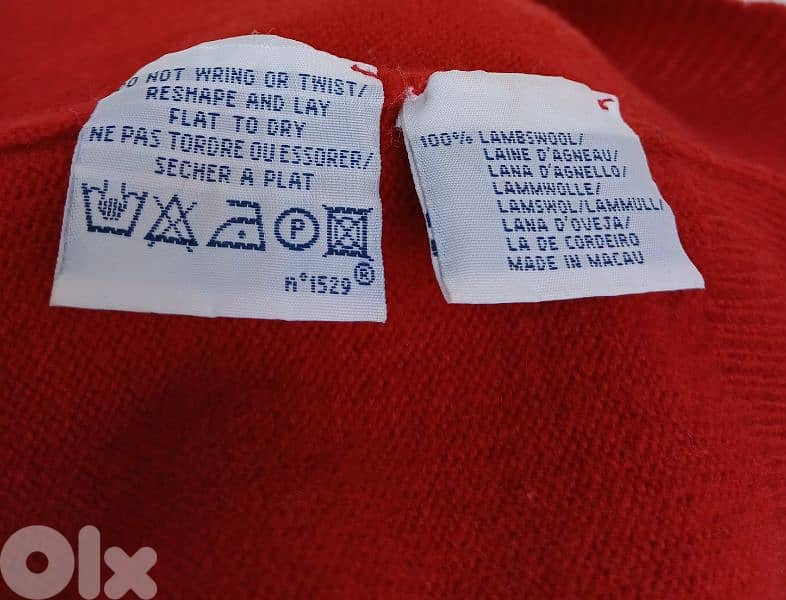 NOT WRING OR TWIST/
RESHAPE AND LAY
FLAT TO DRY
NE PAS TORDRE OU ESSORER/
SECHER A PLAT
P
n°1529®
100% LAMBSWOOL/
LAINE D'AGNEAU/
LANA D'AGNELLO/
LAMMWOLLE/
LAMSWOL/LAMMULL/
LANA D'OVEJA/
LA DE CORDEIRO
MADE IN MACAU
Olx